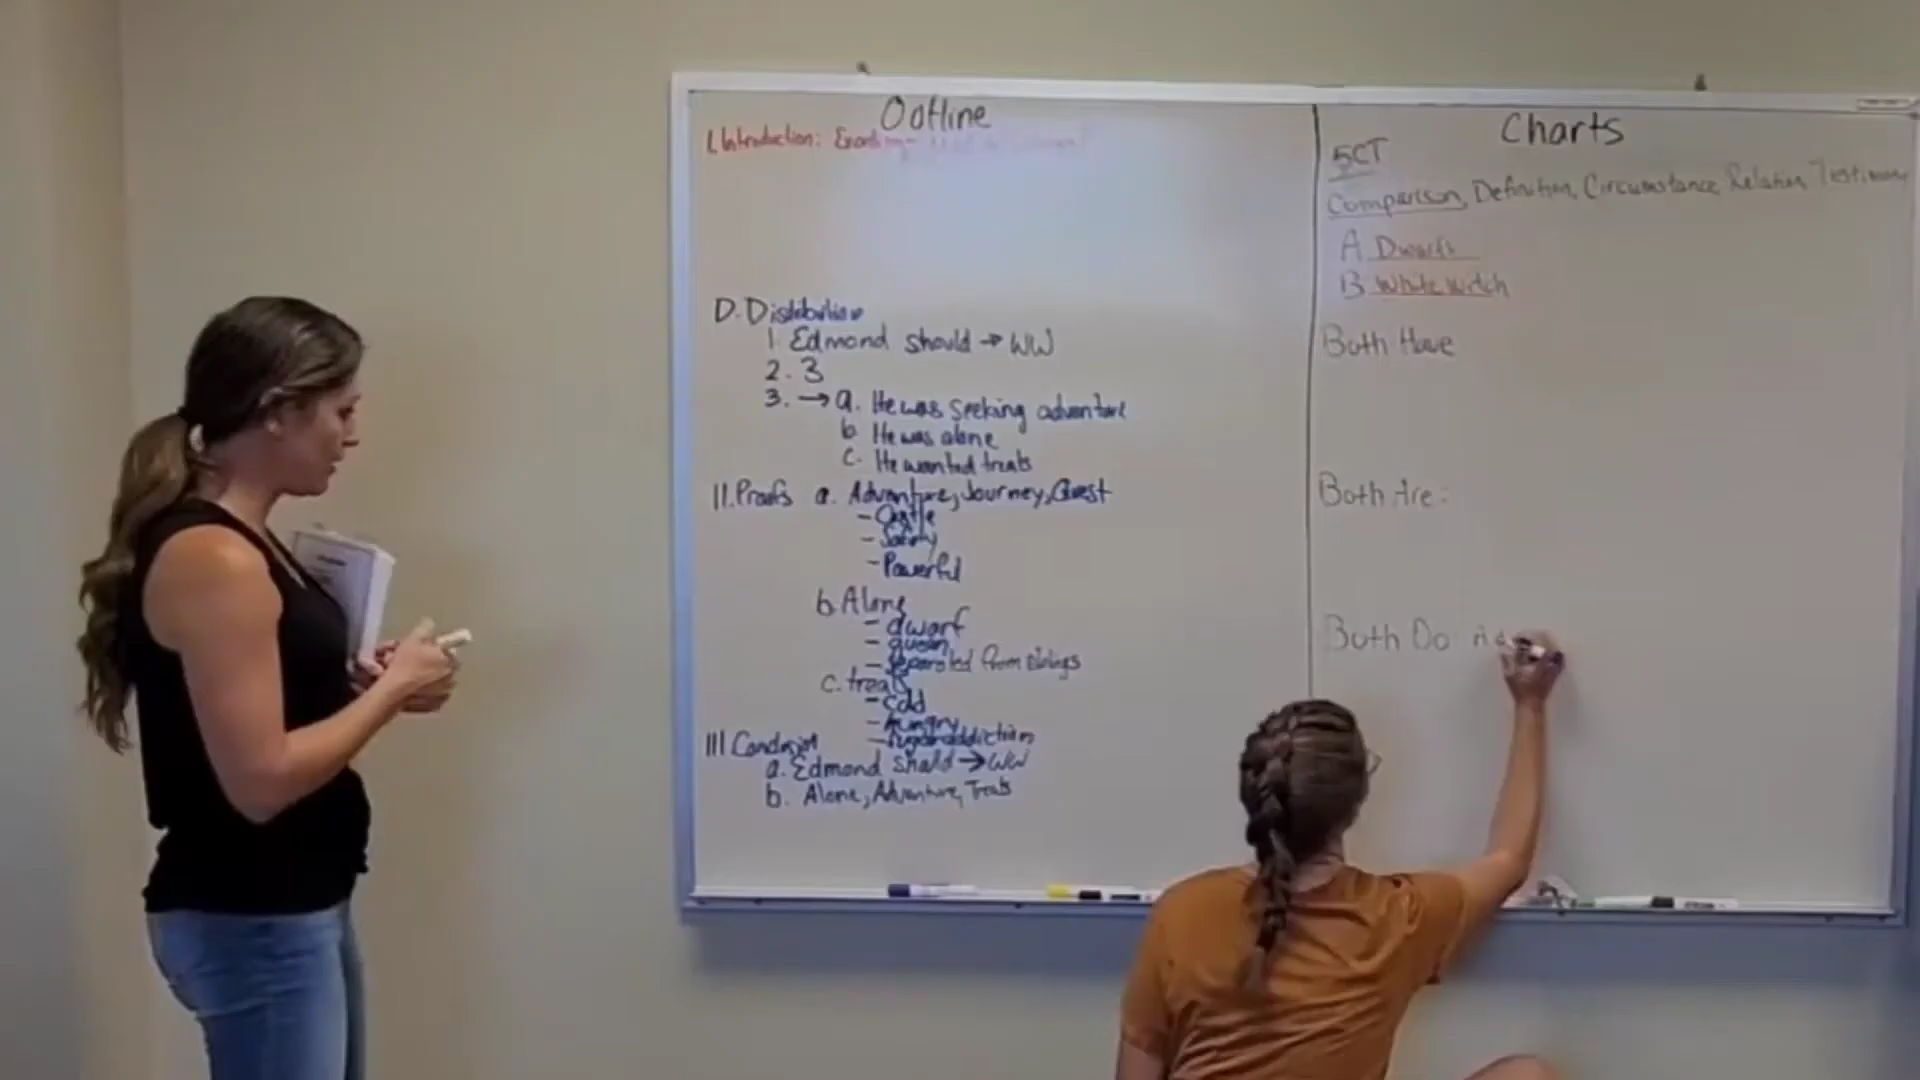 Outline
I. Introduction:
D. Distribution
1. Edmond should → WW
2. 3
3. → a. He was seeking adventure
b. He was alone
c. He wanted treats
II. Proofs a. Adventure, Journey, Quest
- Castle
- Safety
- Powerful
b. Alone
- dwarf
- queen
- separated from siblings
c. treats
- cold
- hungry
- sugar addiction
III. Conclusion
a. Edmond should → WW
b. Alone, Adventure, Treats
Charts
5CT
Comparison, Definition, Circumstance, Relation, Testimony
A Dwarfs
B White Witch
Both Have
Both Are:
Both Do